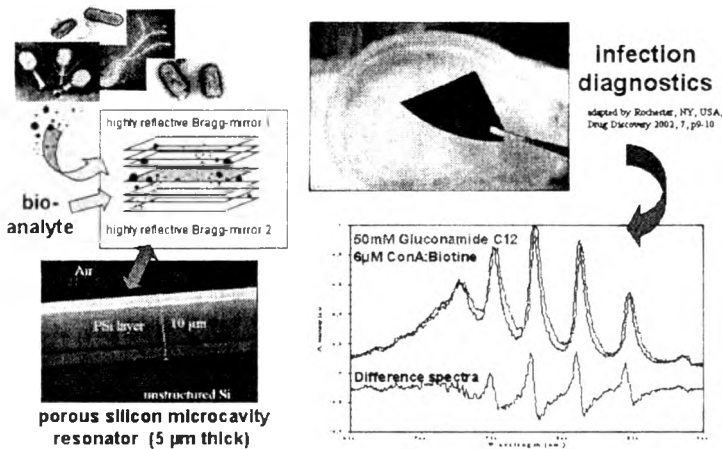 highly reflective Bragg-mirror 1
bio-
analyte
highly reflective Bragg-mirror 2
Air
PSi layer
10 µm
unstructured Si
porous silicon microcavity
resonator (5 µm thick)
infection
diagnostics
adapted by Rochester, NY, USA,
Drug Discovery 2002, 7, p9-10
50mM Gluconamide C12
6µM ConA:Biotine
Difference spectra